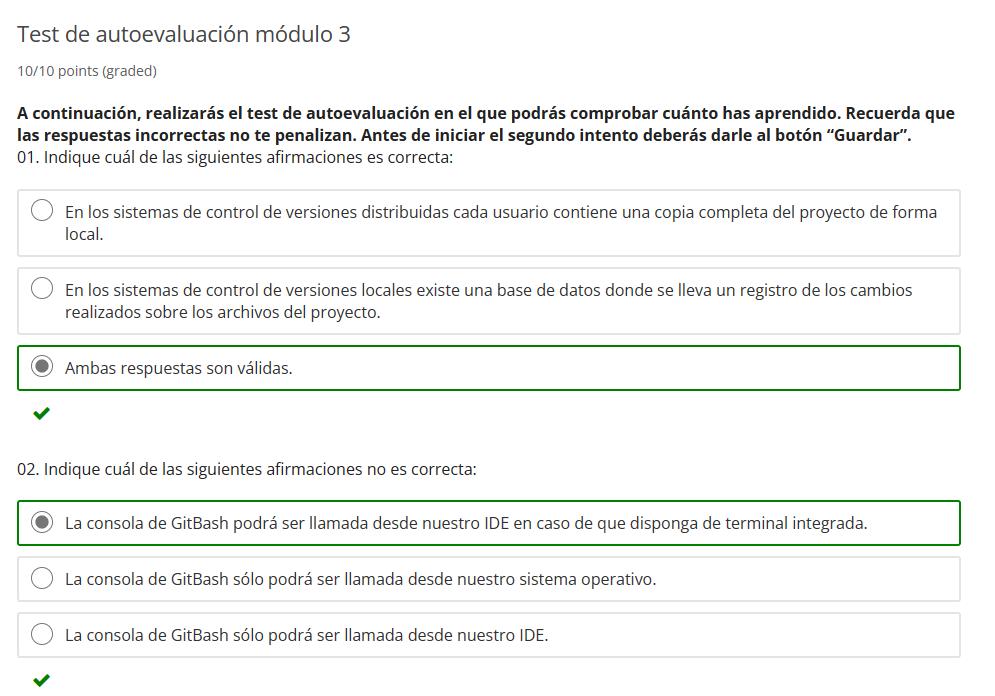 Test de autoevaluación módulo 3
10/10 points (graded)
A continuación, realizarás el test de autoevaluación en el que podrás comprobar cuánto has aprendido. Recuerda que
las respuestas incorrectas no te penalizan. Antes de iniciar el segundo intento deberás darle al botón “Guardar”.
01. Indique cuál de las siguientes afirmaciones es correcta:
En los sistemas de control de versiones distribuidas cada usuario contiene una copia completa del proyecto de forma
local.
En los sistemas de control de versiones locales existe una base de datos donde se lleva un registro de los cambios
realizados sobre los archivos del proyecto.
Ambas respuestas son válidas.
02. Indique cuál de las siguientes afirmaciones no es correcta:
La consola de GitBash podrá ser llamada desde nuestro IDE en caso de que disponga de terminal integrada.
La consola de GitBash sólo podrá ser llamada desde nuestro sistema operativo.
La consola de GitBash sólo podrá ser llamada desde nuestro IDE.